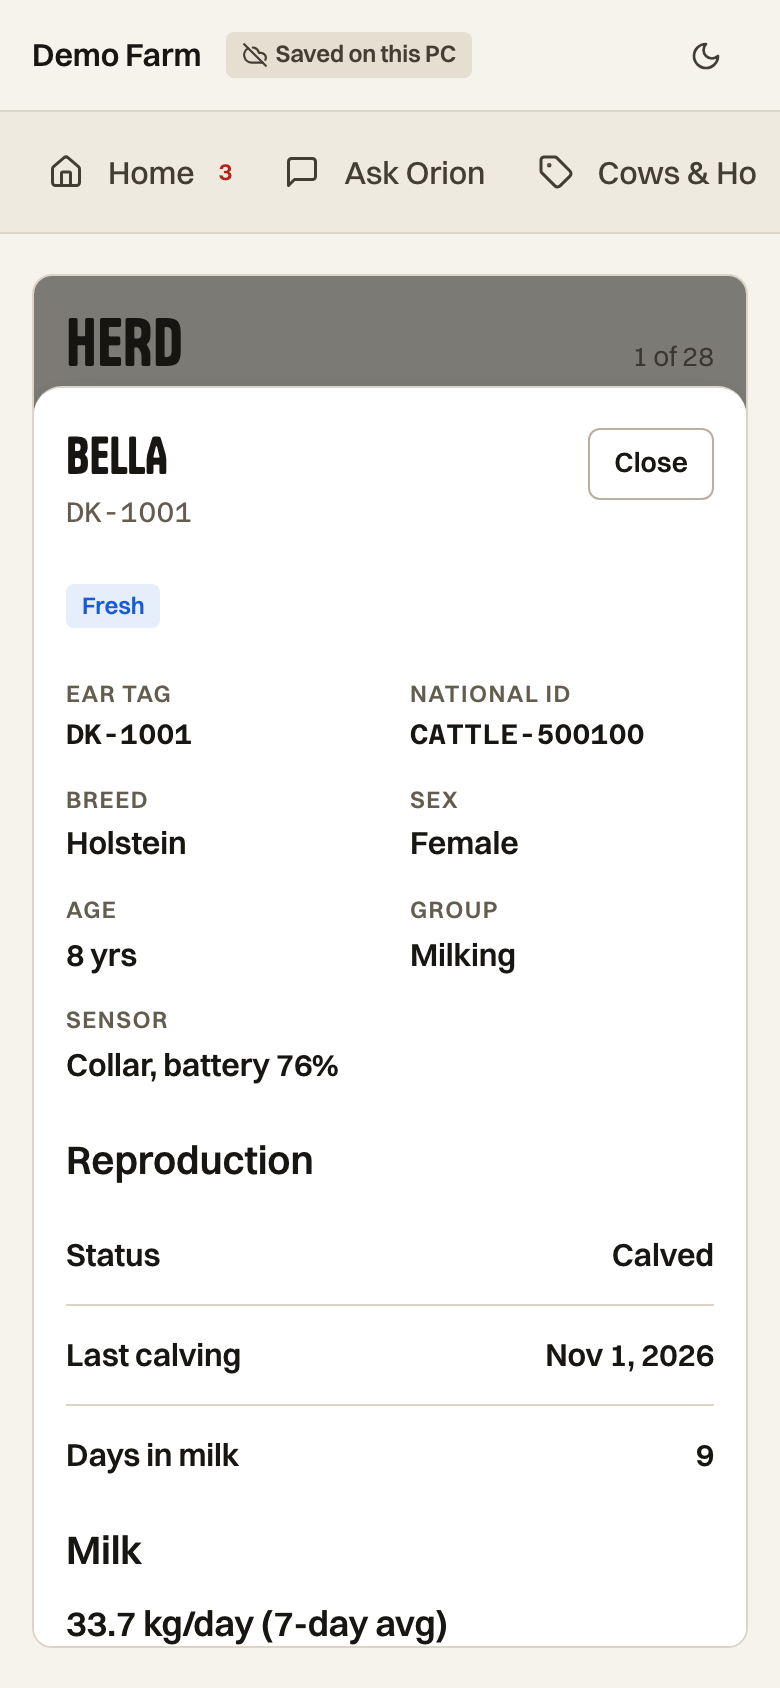 Demo Farm Saved on this PC
Home 3 Ask Orion Cows & Ho
HERD
1 of 28
BELLA
Close
DK-1001
Fresh
EAR TAG NATIONAL ID
DK-1001 CATTLE-500100
BREED SEX
Holstein Female
AGE GROUP
8 yrs Milking
SENSOR
Collar, battery 76%
Reproduction
Status Calved
Last calving Nov 1, 2026
Days in milk 9
Milk
33.7 kg/day (7-day avg)